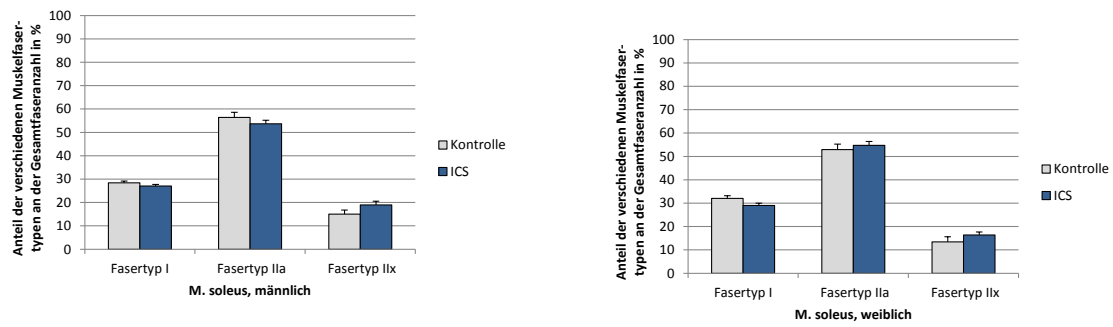 Anteil der verschiedenen Muskelfaser-
typen an der Gesamtfaseranzahl in %
100
90
80
70
60
50
40
30
20
10
0
Fasertyp I Fasertyp IIa Fasertyp IIx
M. soleus, männlich
Kontrolle
ICS
Anteil der verschiedenen Muskelfaser-
typen an der Gesamtfaseranzahl in %
100
90
80
70
60
50
40
30
20
10
0
Fasertyp I Fasertyp IIa Fasertyp IIx
M. soleus, weiblich
Kontrolle
ICS